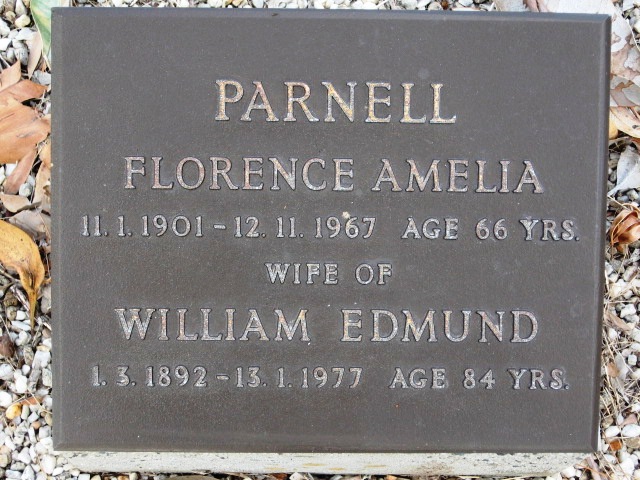 PARNELL
FLORENCE AMELIA
11. 1. 1901 - 12. 11. 1967 AGE 66 YRS.
WIFE OF
WILLIAM EDMUND
1. 3. 1892 - 13. 1. 1977 AGE 84 YRS.